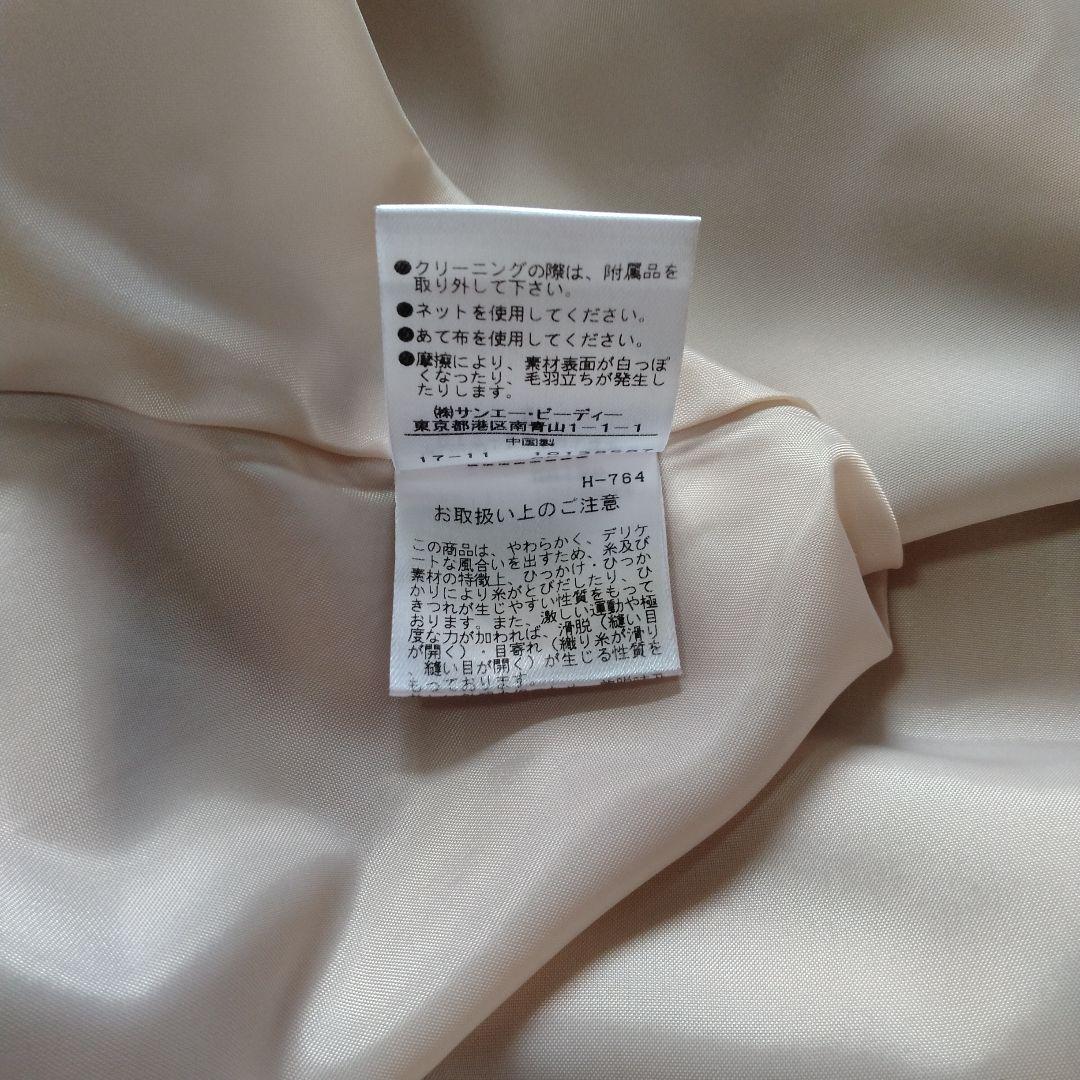 ●クリーニングの際は、附属品を
取り外して下さい。
●ネットを使用してください。
●あて布を使用してください。
●摩擦により、素材表面が白っぽ
くなったり、毛羽立ちが発生し
たりします。
㈱サンエー・ビーディー
東京都港区南青山1-1-1
中国製
17-11
H-764
お取扱い上のご注意
この商品は、やわらかく、デリケ
ートな風合いを出すため、糸及び
素材の特徴上、ひっかけ・ひっか
かりにより糸がとびだしたり、ひ
きつれが生じやすい性質をもって
おります。また、激しい運動や極
度な力が加われば、滑脱（縫い目
が開く）・目寄れ（織り糸が滑り
、縫い目が開く）が生じる性質を
もっております。